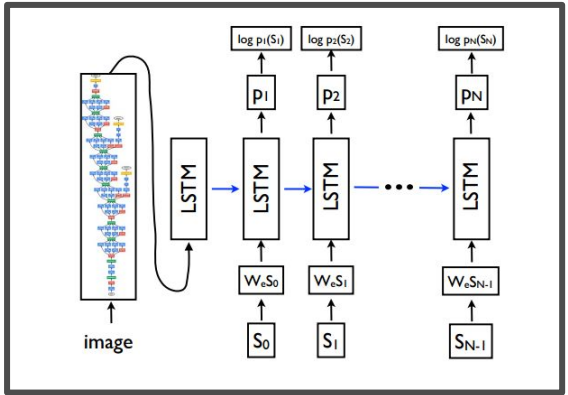 log p₁(S₁) log p₂(S₂) log pN(SN)
p₁ p₂ pN
LSTM LSTM LSTM LSTM
WeS₀ WeS₁ WeSN-1
image S₀ S₁ SN-1